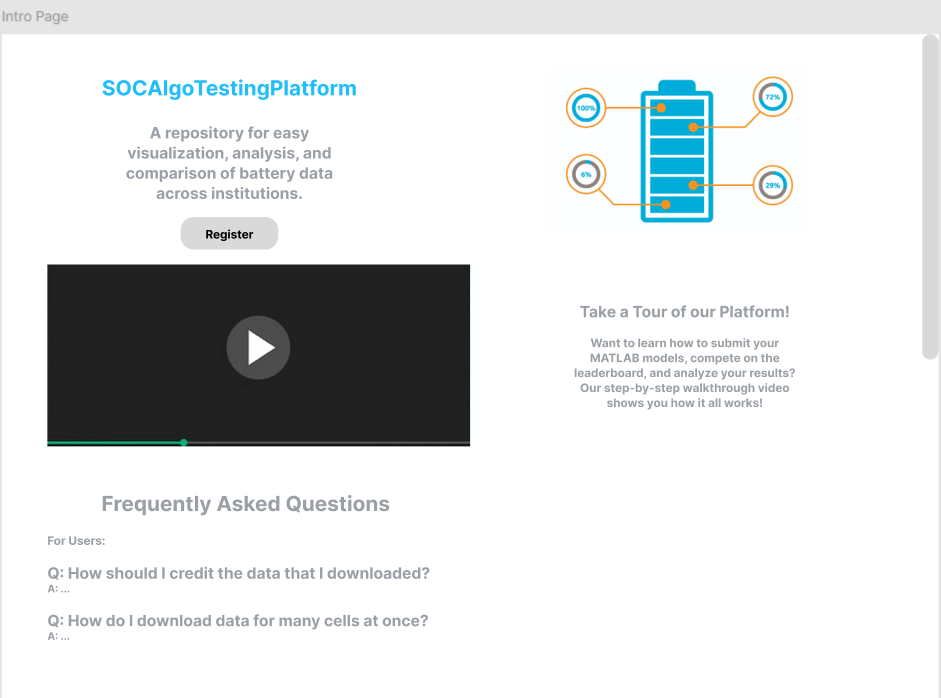 Intro Page
SOCAlgoTestingPlatform
A repository for easy
visualization, analysis, and
comparison of battery data
across institutions.
Register
100%
72%
6%
29%
Take a Tour of our Platform!
Want to learn how to submit your
MATLAB models, compete on the
leaderboard, and analyze your results?
Our step-by-step walkthrough video
shows you how it all works!
Frequently Asked Questions
For Users:
Q: How should I credit the data that I downloaded?
A: ...
Q: How do I download data for many cells at once?
A: ...